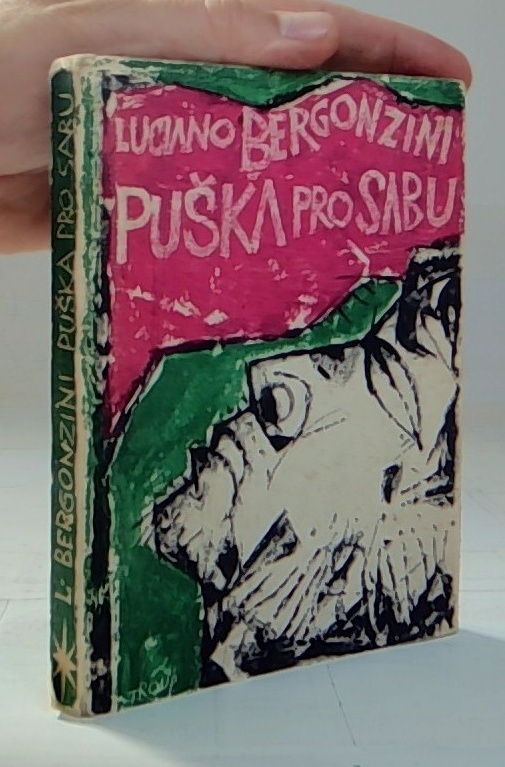 LUCIANO BERGONZINI
PUŠKA PRO SABU
L. BERGONZINI PUŠKA PRO SABU